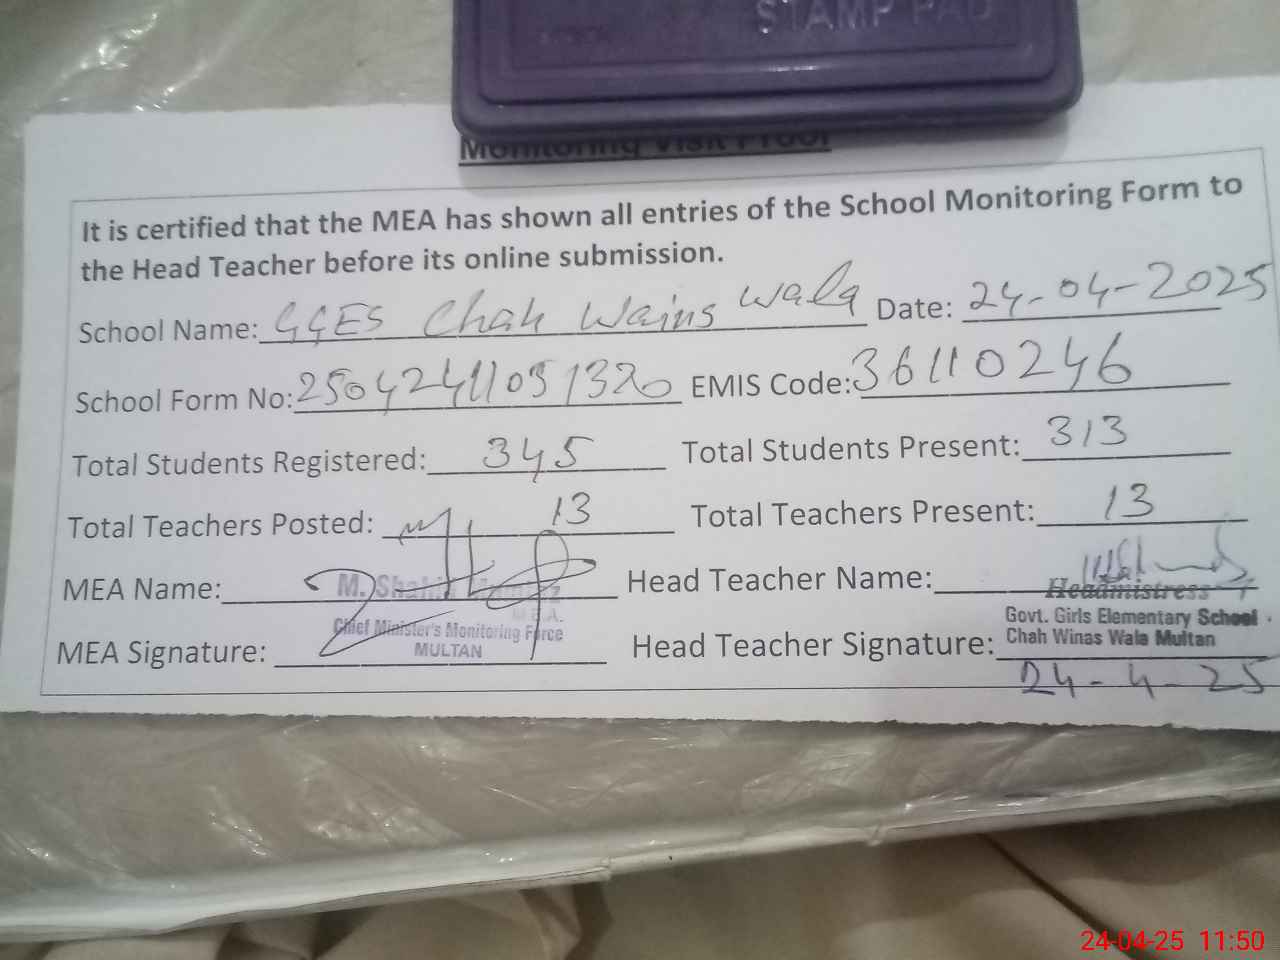 STAMP PAD
Monitoring Visit Proof
It is certified that the MEA has shown all entries of the School Monitoring Form to
the Head Teacher before its online submission.
School Name: GGES Chah Wains Wala Date: 24-04-2025
School Form No: EMIS Code: 36110246
Total Students Registered: 345 Total Students Present: 313
Total Teachers Posted: 13 Total Teachers Present: 13
MEA Name: M. Head Teacher Name:
Headmistress
M.E.A.
Chief Minister's Monitoring Force
MULTAN
Govt. Girls Elementary School
Chah Winas Wala Multan
MEA Signature: Head Teacher Signature:
24-4-25
24-04-25 11:50